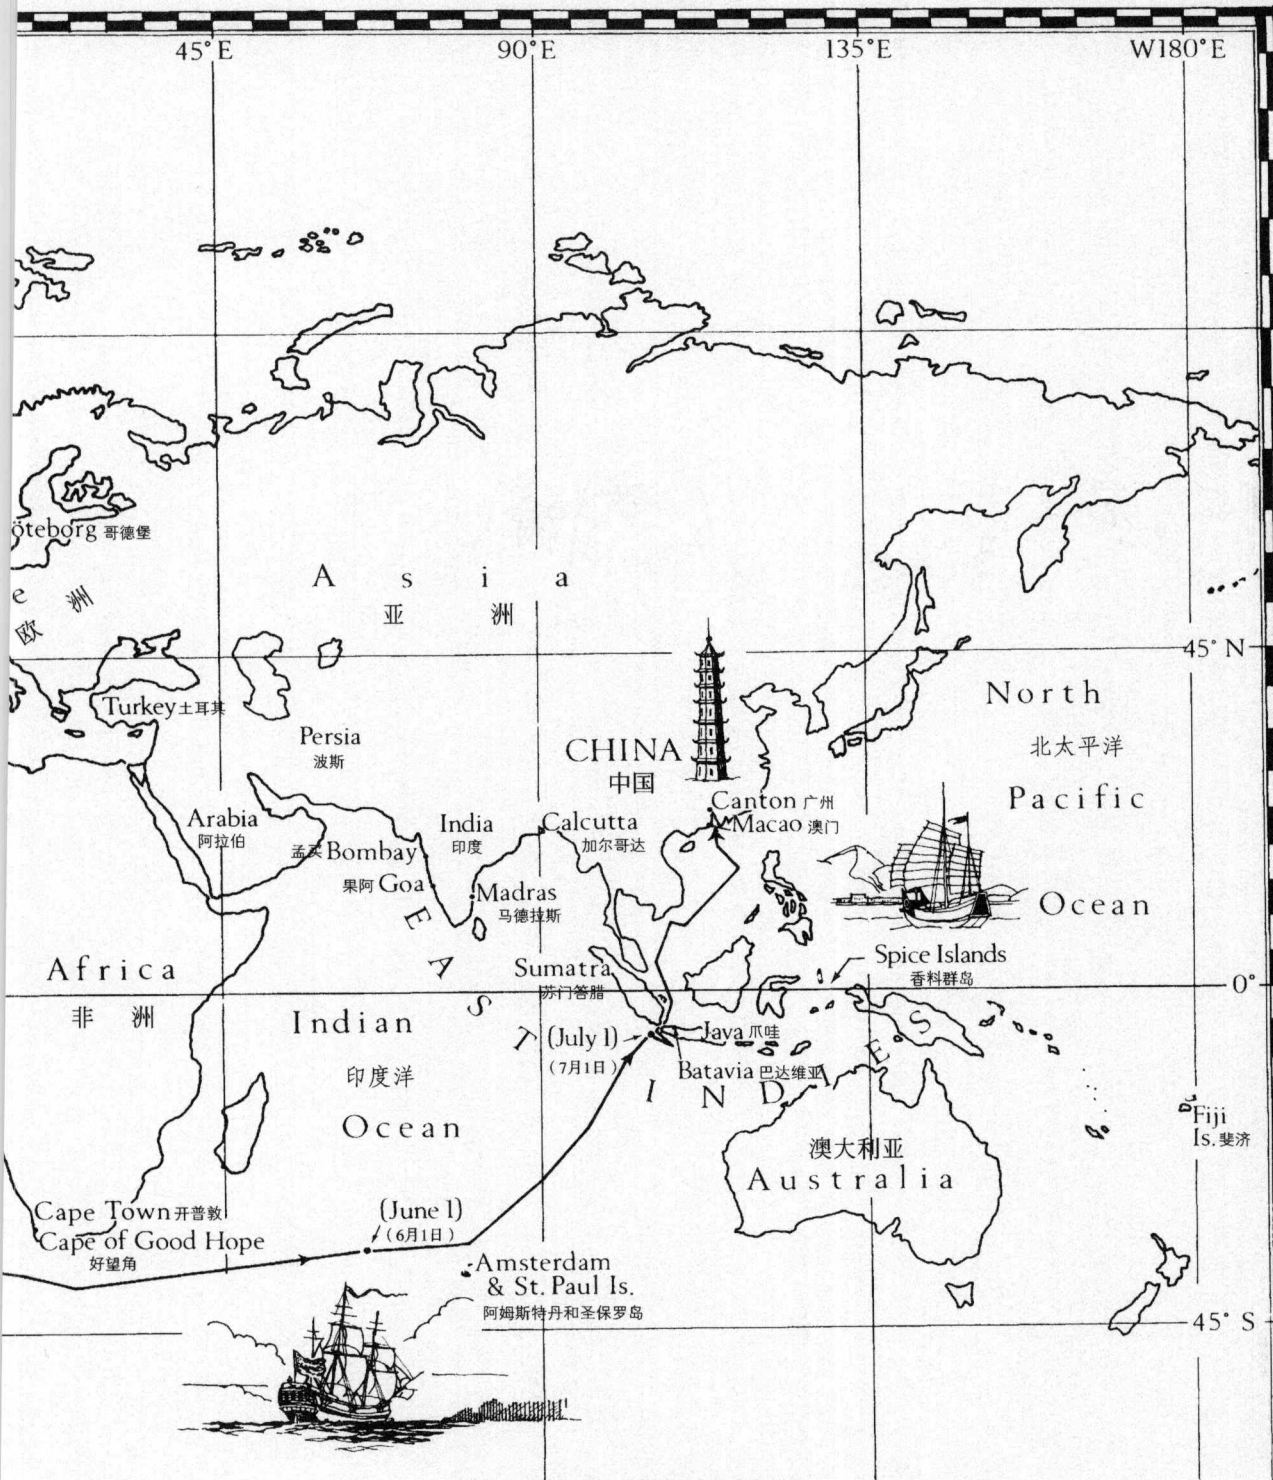 45°E
90°E
135°E
W180°E
öteborg 哥德堡
e
欧 洲
Asia
亚 洲
45° N
Turkey 土耳其
Persia
波斯
CHINA
中国
North
北太平洋
Pacific
Ocean
Canton 广州
Macao 澳门
Arabia
阿拉伯
India
印度
Calcutta
加尔哥达
孟买 Bombay
果阿 Goa
Madras
马德拉斯
EAST
INDIES
Africa
非 洲
Sumatra
苏门答腊
Spice Islands
香料群岛
0°
Indian
印度洋
Ocean
(July 1)
(7月1日)
Java 爪哇
Batavia 巴达维亚
Fiji
Is. 斐济
澳大利亚
Australia
Cape Town 开普敦
Cape of Good Hope
好望角
(June 1)
(6月1日)
Amsterdam
& St. Paul Is.
阿姆斯特丹和圣保罗岛
45° S